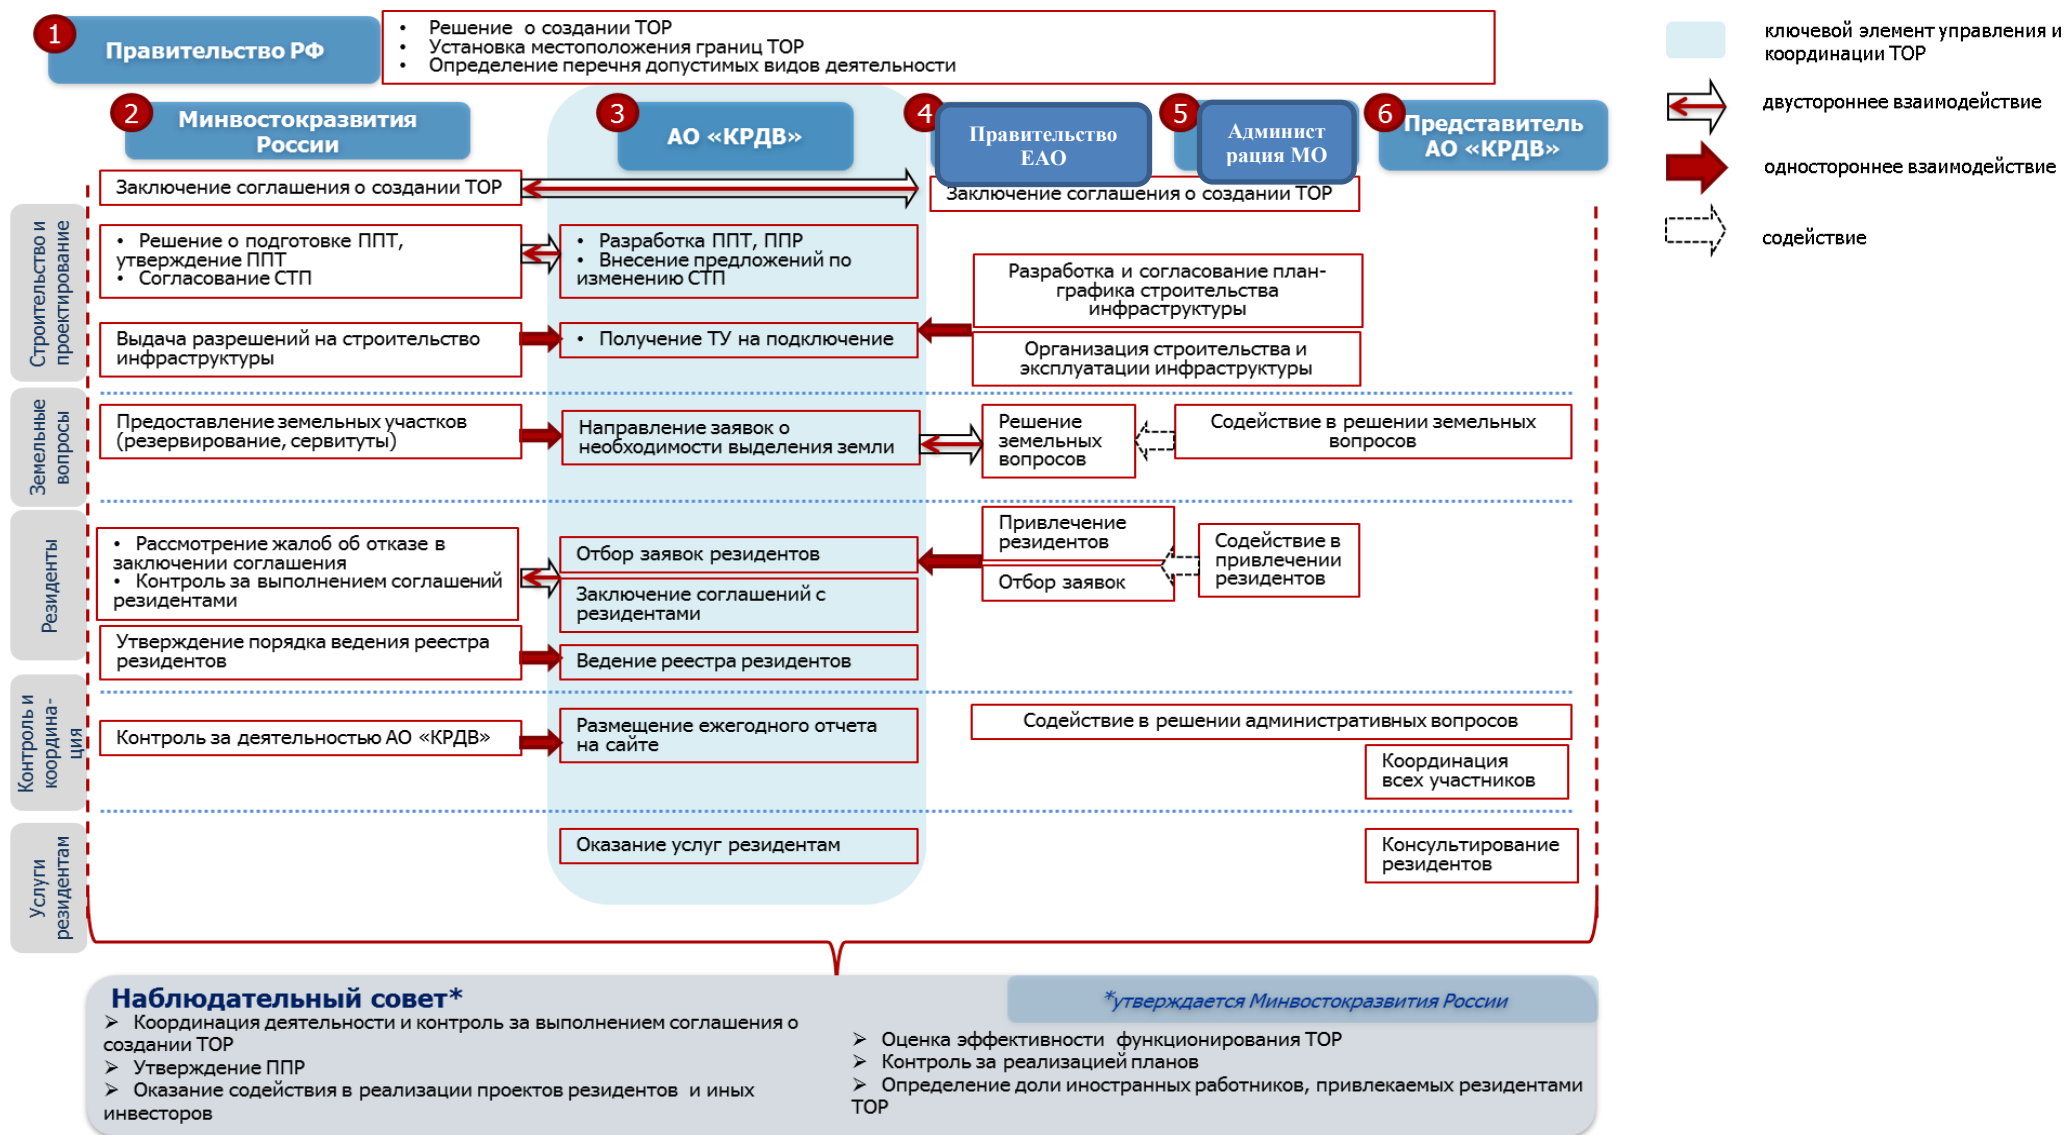 1
Правительство РФ
• Решение о создании ТОР
• Установка местоположения границ ТОР
• Определение перечня допустимых видов деятельности
ключевой элемент управления и
координации ТОР
двустороннее взаимодействие
одностороннее взаимодействие
содействие
2
Минвостокразвития
России
3
АО «КРДВ»
4
Правительство
ЕАО
5
Админист
рация МО
6
Представитель
АО «КРДВ»
Заключение соглашения о создании ТОР
Заключение соглашения о создании ТОР
Строительство и
проектирование
• Решение о подготовке ППТ,
утверждение ППТ
• Согласование СТП
• Разработка ППТ, ППР
• Внесение предложений по
изменению СТП
Разработка и согласование план-
графика строительства
инфраструктуры
Выдача разрешений на строительство
инфраструктуры
• Получение ТУ на подключение
Организация строительства и
эксплуатации инфраструктуры
Земельные
вопросы
Предоставление земельных участков
(резервирование, сервитуты)
Направление заявок о
необходимости выделения земли
Решение
земельных
вопросов
Содействие в решении земельных
вопросов
Резиденты
• Рассмотрение жалоб об отказе в
заключении соглашения
• Контроль за выполнением соглашений
резидентами
Отбор заявок резидентов
Заключение соглашений с
резидентами
Привлечение
резидентов
Отбор заявок
Содействие в
привлечении
резидентов
Утверждение порядка ведения реестра
резидентов
Ведение реестра резидентов
Контроль и
координа-
ция
Контроль за деятельностью АО «КРДВ»
Размещение ежегодного отчета
на сайте
Содействие в решении административных вопросов
Координация
всех участников
Услуги
резидентам
Оказание услуг резидентам
Консультирование
резидентов
Наблюдательный совет*
*утверждается Минвостокразвития России
➢ Координация деятельности и контроль за выполнением соглашения о
создании ТОР
➢ Утверждение ППР
➢ Оказание содействия в реализации проектов резидентов и иных
инвесторов
➢ Оценка эффективности функционирования ТОР
➢ Контроль за реализацией планов
➢ Определение доли иностранных работников, привлекаемых резидентами
ТОР